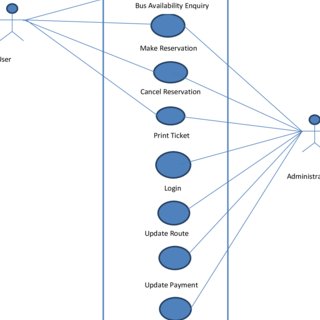 Bus Availability Enquiry
Make Reservation
User
Cancel Reservation
Print Ticket
Administra
Login
Update Route
Update Payment